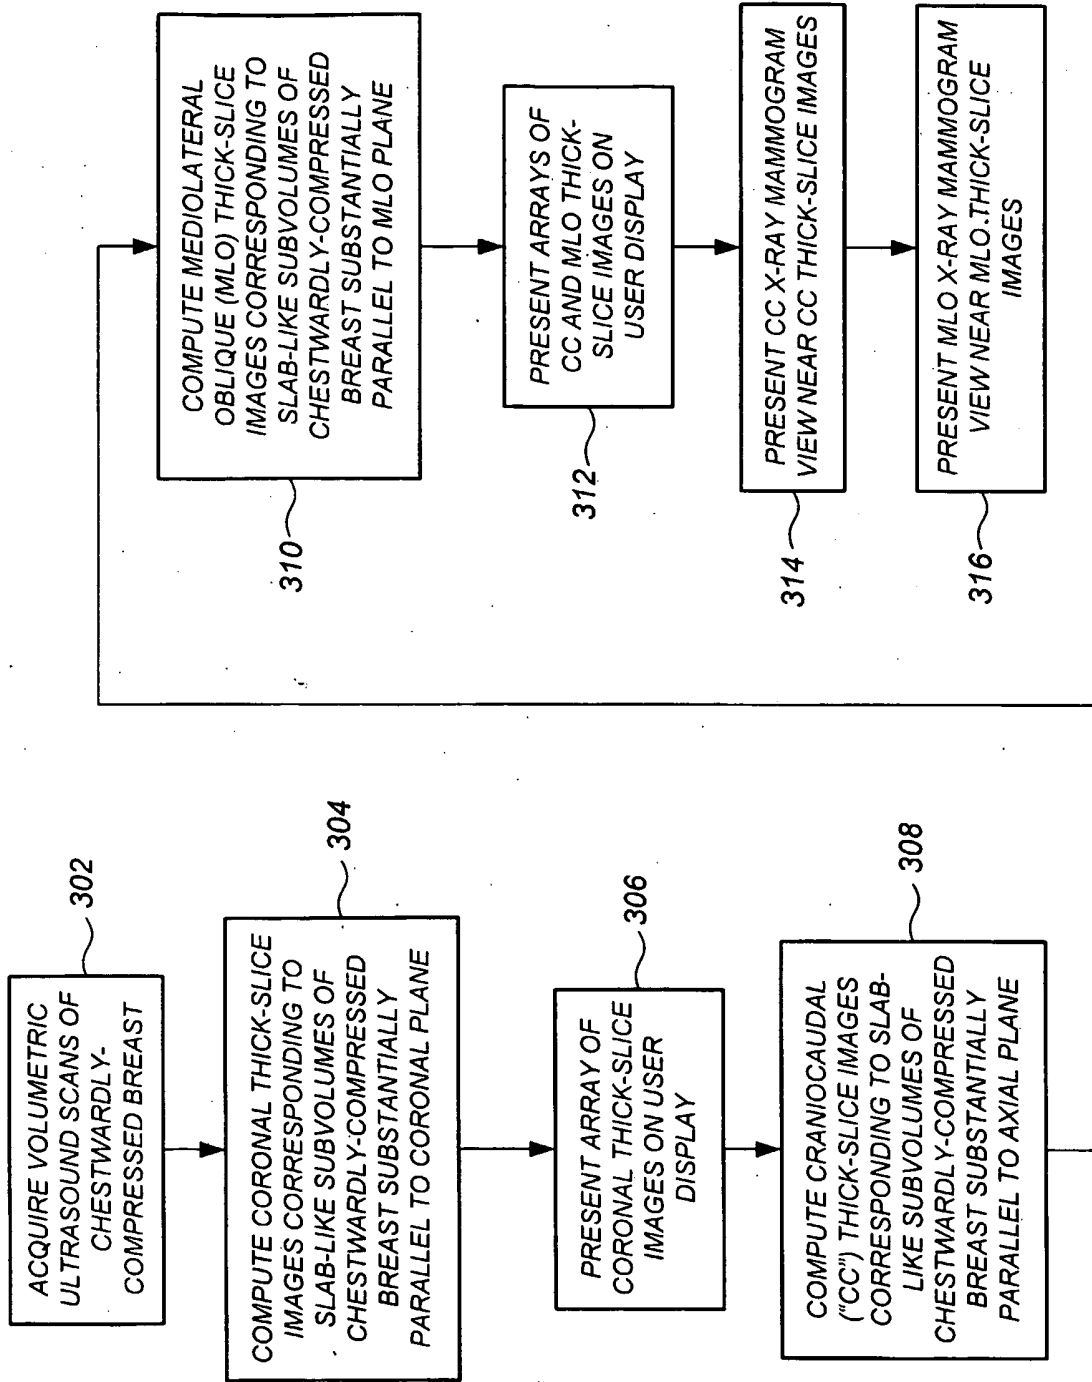 ACQUIRE VOLUMETRIC
ULTRASOUND SCANS OF
CHESTWARDLY-
COMPRESSED BREAST
302
COMPUTE CORONAL THICK-SLICE
IMAGES CORRESPONDING TO
SLAB-LIKE SUBVOLUMES OF
CHESTWARDLY-COMPRESSED
BREAST SUBSTANTIALLY
PARALLEL TO CORONAL PLANE
304
PRESENT ARRAY OF
CORONAL THICK-SLICE
IMAGES ON USER
DISPLAY
306
COMPUTE CRANIOCAUDAL
("CC") THICK-SLICE IMAGES
CORRESPONDING TO SLAB-
LIKE SUBVOLUMES OF
CHESTWARDLY-COMPRESSED
BREAST SUBSTANTIALLY
PARALLEL TO AXIAL PLANE
308
COMPUTE MEDIOLATERAL
OBLIQUE (MLO) THICK-SLICE
IMAGES CORRESPONDING TO
SLAB-LIKE SUBVOLUMES OF
CHESTWARDLY-COMPRESSED
BREAST SUBSTANTIALLY
PARALLEL TO MLO PLANE
310
PRESENT ARRAYS OF
CC AND MLO THICK-
SLICE IMAGES ON
USER DISPLAY
312
PRESENT CC X-RAY MAMMOGRAM
VIEW NEAR CC THICK-SLICE IMAGES
314
PRESENT MLO X-RAY MAMMOGRAM
VIEW NEAR MLO THICK-SLICE
IMAGES
316